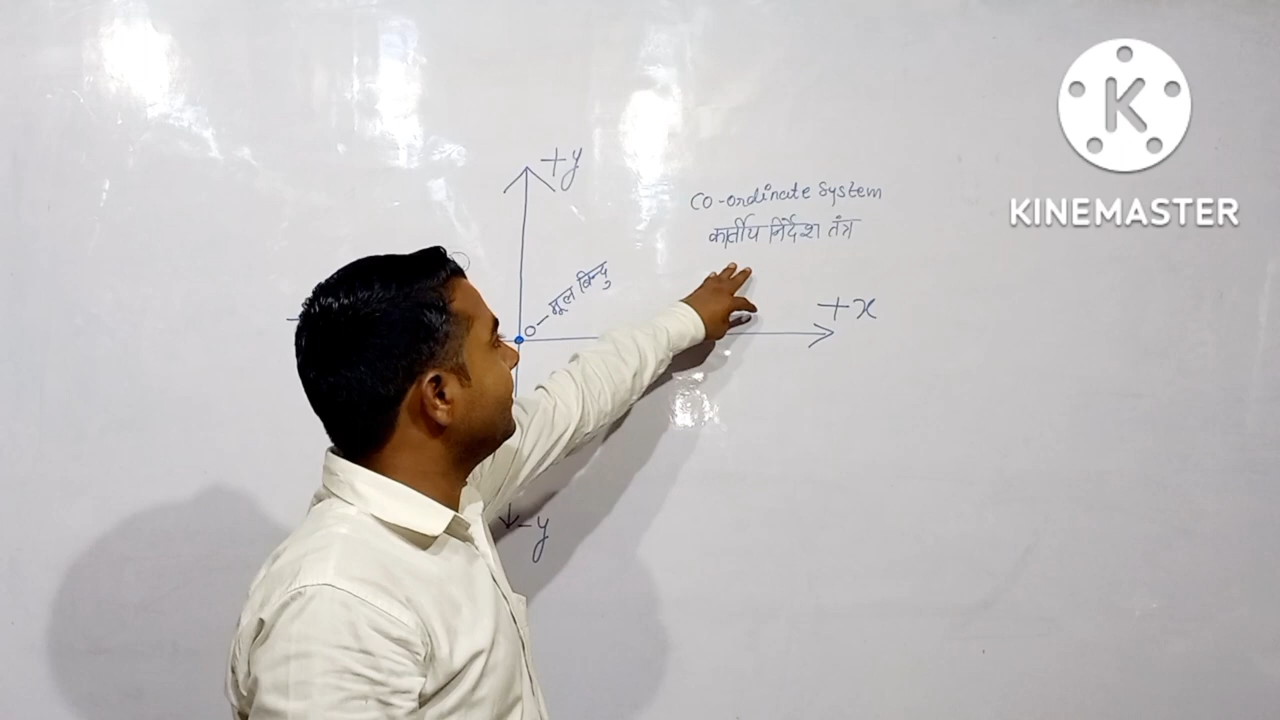 +y
CO-ordinate System
कार्तीय निर्देश तंत्र
O-मूल बिन्दु
+x
-y
K
KINEMASTER